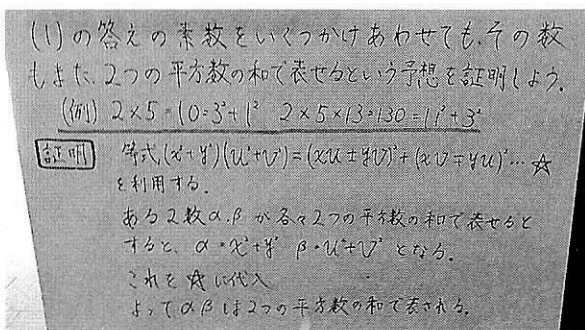 (1)の答えの素数をいくつかけあわせても、その数
もまた、2つの平方数の和で表せるという予想を証明しよう。
(例) 2×5=10=3²+1² 2×5×13=130=11²+3²
証明 等式(x²+y²)(u²+v²)=(xu±yv)²+(xv∓yu)²…☆
を利用する。
ある2数α.βが各々2つの平方数の和で表せると
すると、α=x²+y² β=u²+v² となる。
これを☆に代入
よってαβは2つの平方数の和で表される。